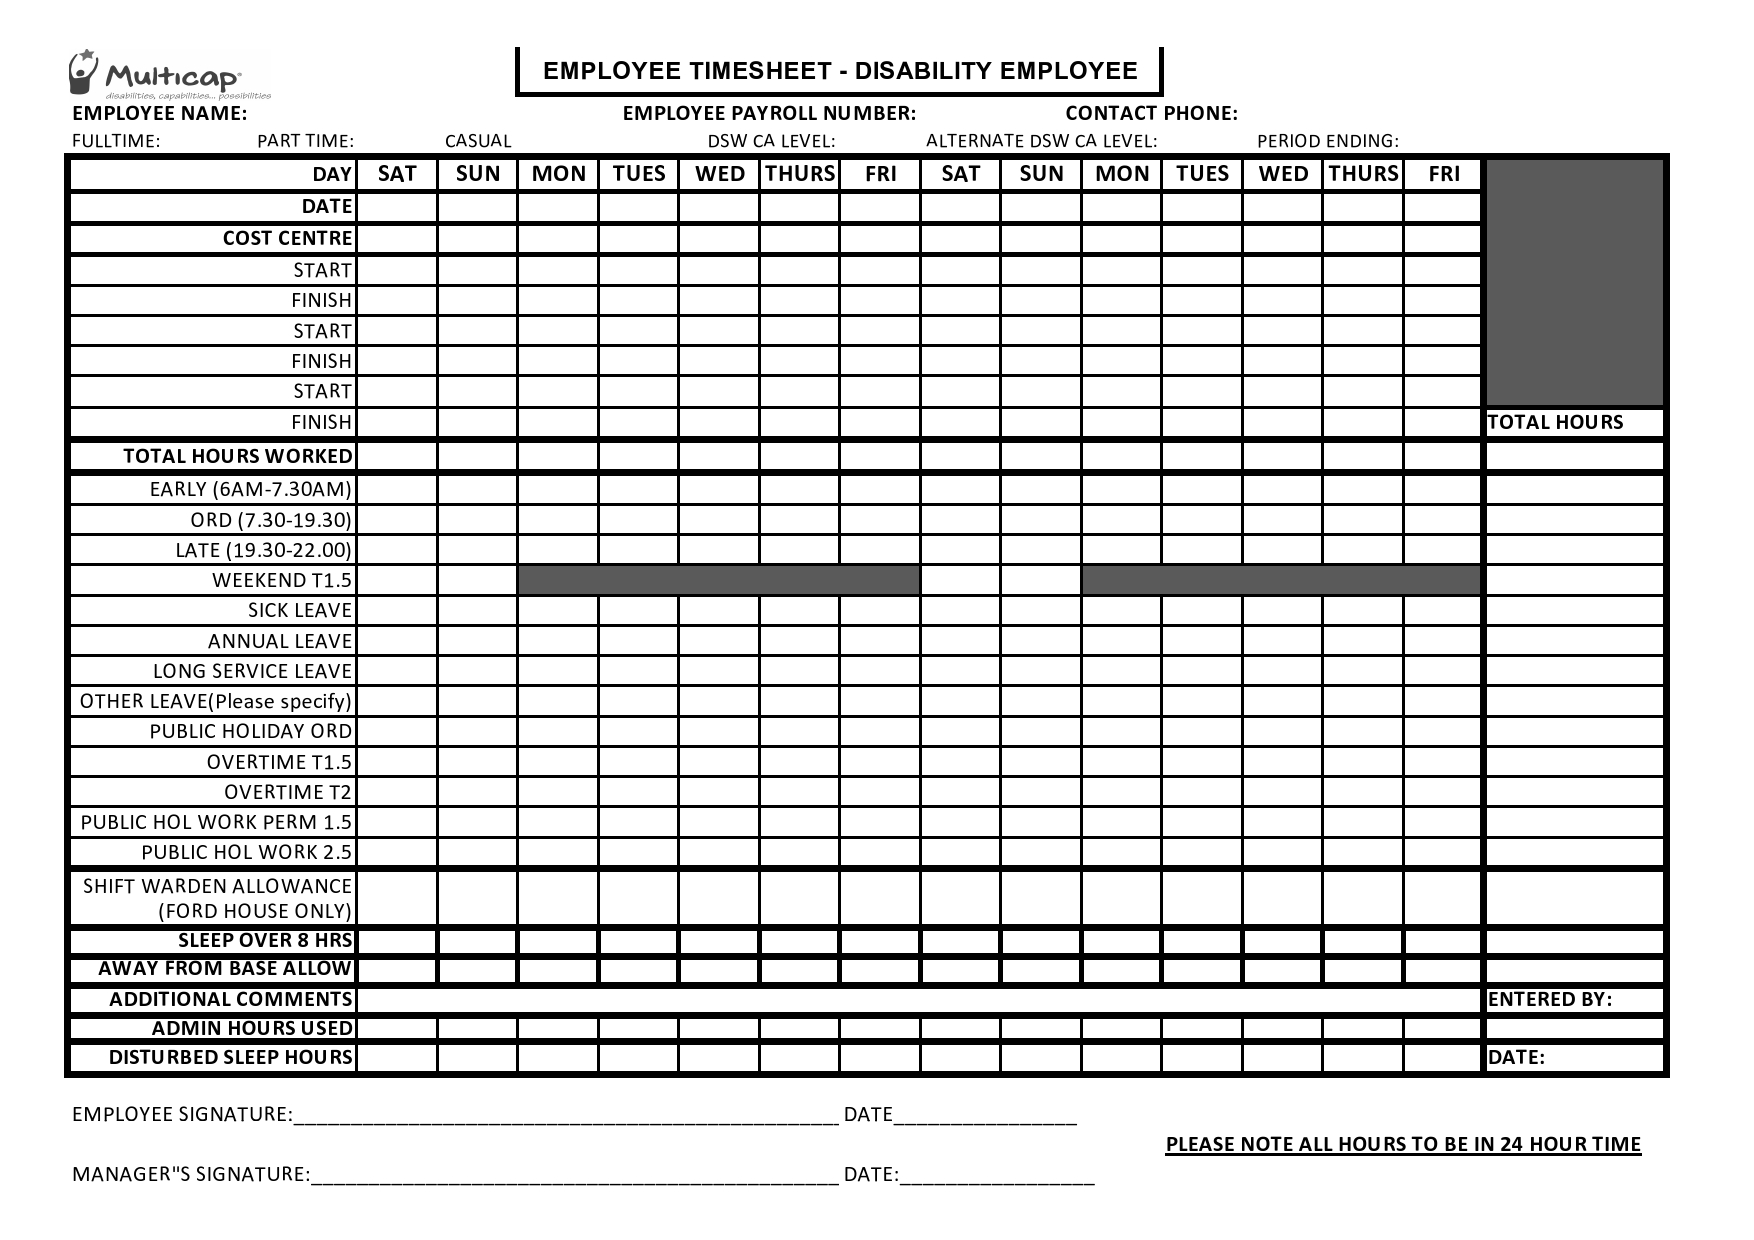 Multicap®
disabilities, capabilities... possibilities
EMPLOYEE TIMESHEET - DISABILITY EMPLOYEE
EMPLOYEE NAME: EMPLOYEE PAYROLL NUMBER: CONTACT PHONE:
FULLTIME: PART TIME: CASUAL DSW CA LEVEL: ALTERNATE DSW CA LEVEL: PERIOD ENDING:
DAY SAT SUN MON TUES WED THURS FRI SAT SUN MON TUES WED THURS FRI
DATE
COST CENTRE
START
FINISH
START
FINISH
START
FINISH TOTAL HOURS
TOTAL HOURS WORKED
EARLY (6AM-7.30AM)
ORD (7.30-19.30)
LATE (19.30-22.00)
WEEKEND T1.5
SICK LEAVE
ANNUAL LEAVE
LONG SERVICE LEAVE
OTHER LEAVE(Please specify)
PUBLIC HOLIDAY ORD
OVERTIME T1.5
OVERTIME T2
PUBLIC HOL WORK PERM 1.5
PUBLIC HOL WORK 2.5
SHIFT WARDEN ALLOWANCE
(FORD HOUSE ONLY)
SLEEP OVER 8 HRS
AWAY FROM BASE ALLOW
ADDITIONAL COMMENTS ENTERED BY:
ADMIN HOURS USED
DISTURBED SLEEP HOURS DATE:
EMPLOYEE SIGNATURE:_______________________________________________ DATE________________
PLEASE NOTE ALL HOURS TO BE IN 24 HOUR TIME
MANAGER"S SIGNATURE:______________________________________________ DATE:_________________